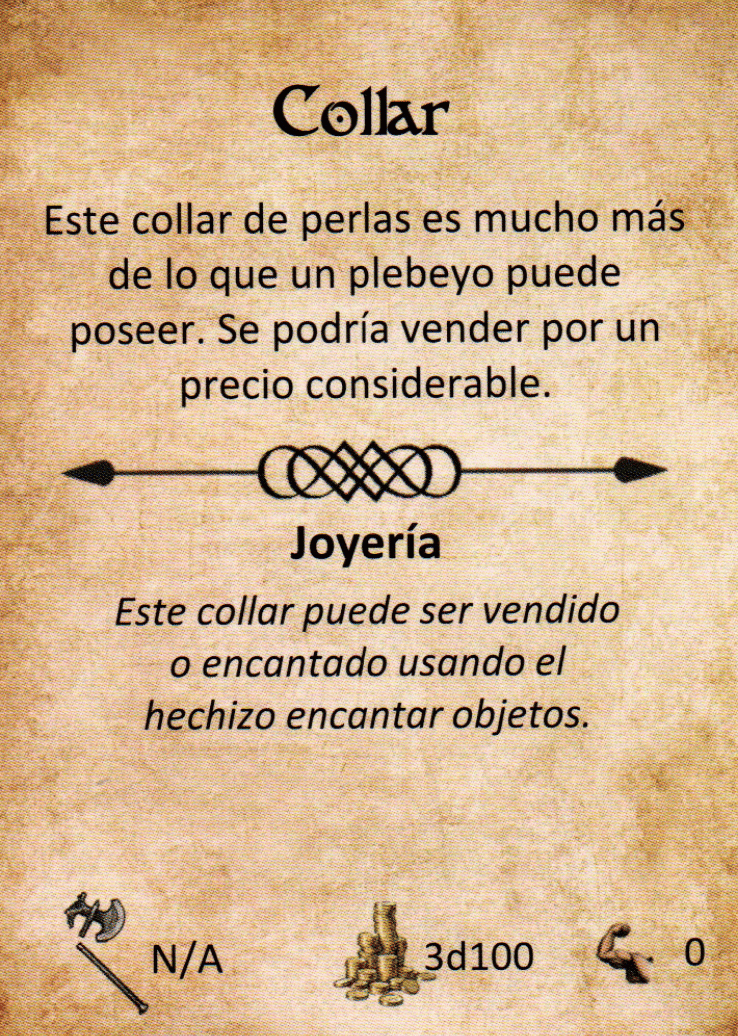 Collar
Este collar de perlas es mucho más
de lo que un plebeyo puede
poseer. Se podría vender por un
precio considerable.
Joyería
Este collar puede ser vendido
o encantado usando el
hechizo encantar objetos.
N/A 3d100 0